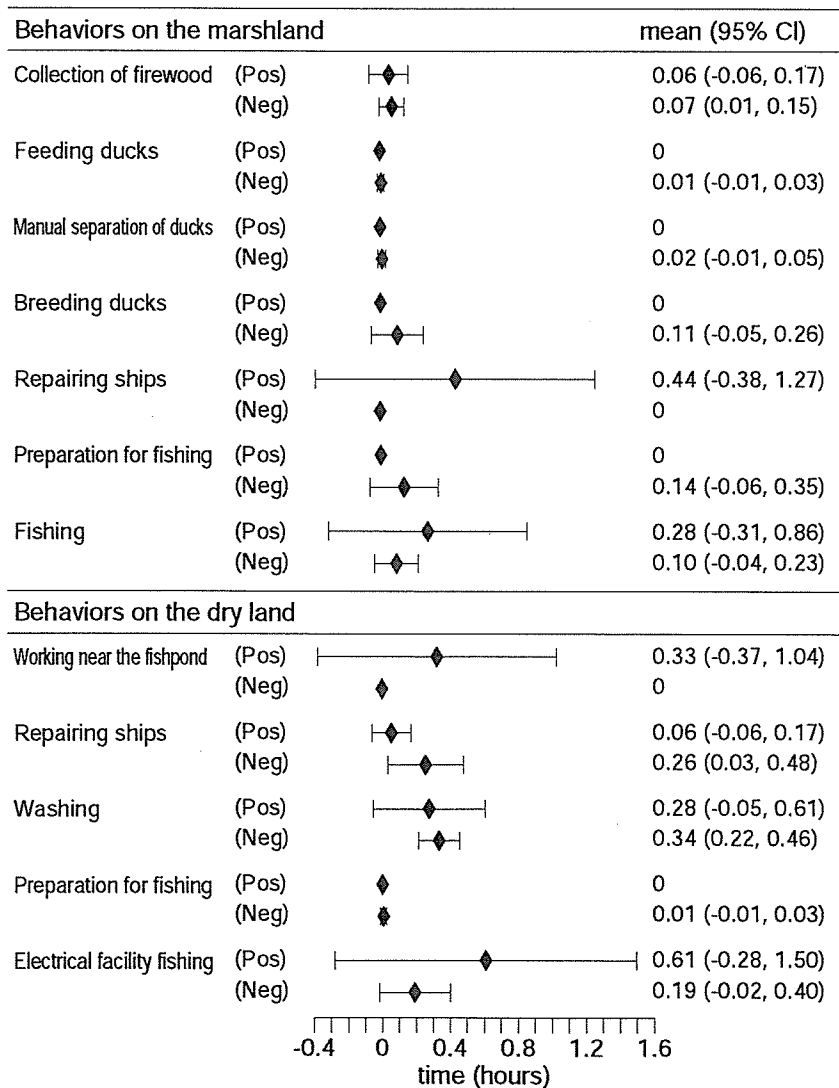 Behaviors on the marshland mean (95% CI)
Collection of firewood (Pos) 0.06 (-0.06, 0.17)
(Neg) 0.07 (0.01, 0.15)
Feeding ducks (Pos) 0
(Neg) 0.01 (-0.01, 0.03)
Manual separation of ducks (Pos) 0
(Neg) 0.02 (-0.01, 0.05)
Breeding ducks (Pos) 0
(Neg) 0.11 (-0.05, 0.26)
Repairing ships (Pos) 0.44 (-0.38, 1.27)
(Neg) 0
Preparation for fishing (Pos) 0
(Neg) 0.14 (-0.06, 0.35)
Fishing (Pos) 0.28 (-0.31, 0.86)
(Neg) 0.10 (-0.04, 0.23)
Behaviors on the dry land
Working near the fishpond (Pos) 0.33 (-0.37, 1.04)
(Neg) 0
Repairing ships (Pos) 0.06 (-0.06, 0.17)
(Neg) 0.26 (0.03, 0.48)
Washing (Pos) 0.28 (-0.05, 0.61)
(Neg) 0.34 (0.22, 0.46)
Preparation for fishing (Pos) 0
(Neg) 0.01 (-0.01, 0.03)
Electrical facility fishing (Pos) 0.61 (-0.28, 1.50)
(Neg) 0.19 (-0.02, 0.40)
-0.4 0 0.4 0.8 1.2 1.6
time (hours)